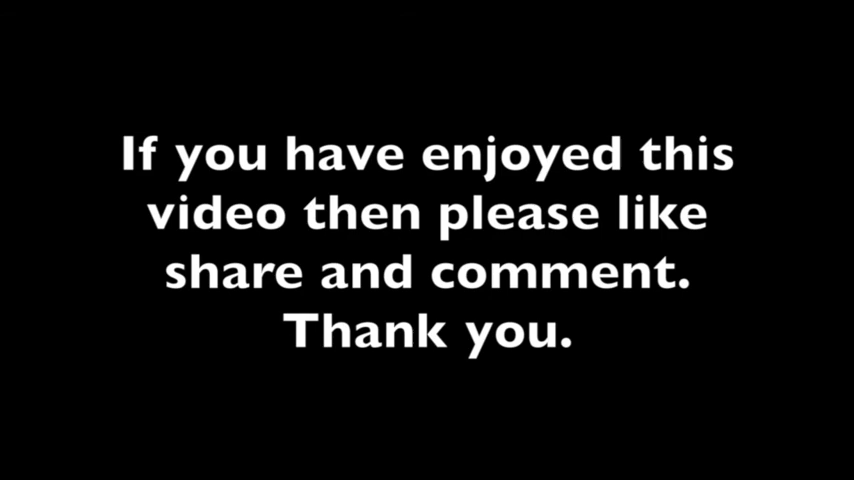 If you have enjoyed this
video then please like
share and comment.
Thank you.